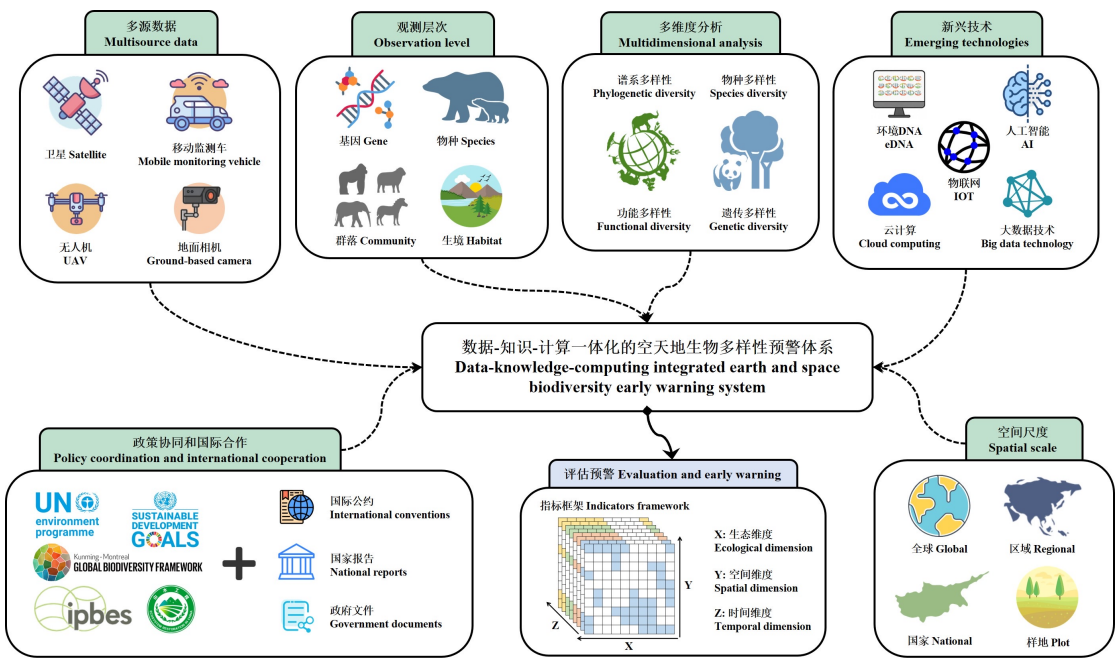 多源数据
Multisource data
卫星 Satellite
移动监测车
Mobile monitoring vehicle
无人机
UAV
地面相机
Ground-based camera
观测层次
Observation level
基因 Gene
物种 Species
群落 Community
生境 Habitat
多维度分析
Multidimensional analysis
谱系多样性
Phylogenetic diversity
物种多样性
Species diversity
功能多样性
Functional diversity
遗传多样性
Genetic diversity
新兴技术
Emerging technologies
环境DNA
eDNA
人工智能
AI
物联网
IOT
云计算
Cloud computing
大数据技术
Big data technology
数据-知识-计算一体化的空天地生物多样性预警体系
Data-knowledge-computing integrated earth and space
biodiversity early warning system
政策协同和国际合作
Policy coordination and international cooperation
UN
environment
programme
SUSTAINABLE
DEVELOPMENT
GOALS
Kunming-Montreal
GLOBAL BIODIVERSITY FRAMEWORK
ipbes
国际公约
International conventions
国家报告
National reports
政府文件
Government documents
评估预警 Evaluation and early warning
指标框架 Indicators framework
X: 生态维度
Ecological dimension
Y: 空间维度
Spatial dimension
Z: 时间维度
Temporal dimension
Y
Z
X
空间尺度
Spatial scale
全球 Global
区域 Regional
国家 National
样地 Plot